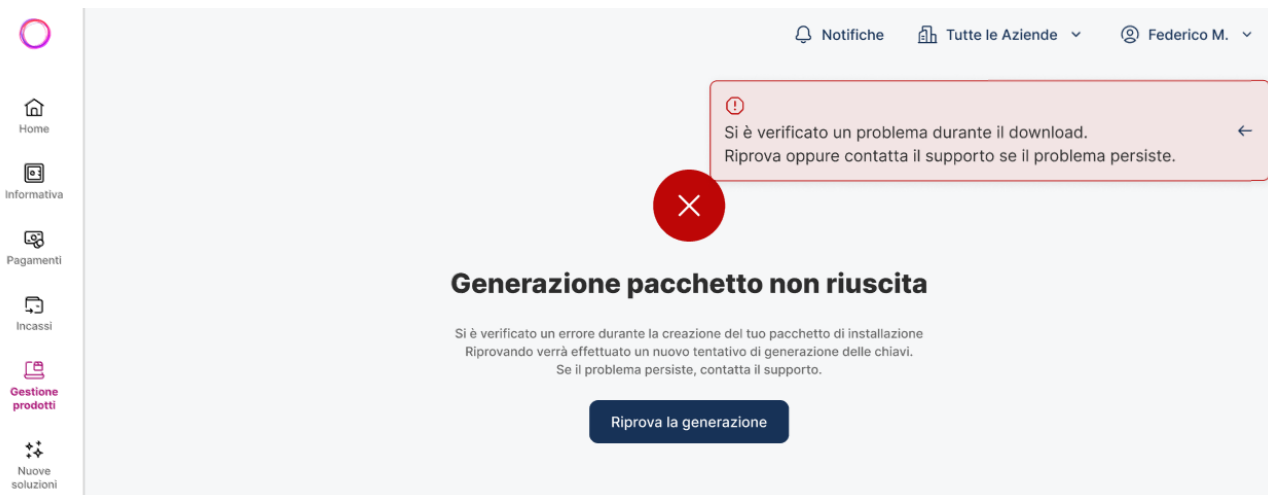 Notifiche
Tutte le Aziende
Federico M.
Home
Informativa
Pagamenti
Incassi
Gestione
prodotti
Nuove
soluzioni
Si è verificato un problema durante il download.
Riprova oppure contatta il supporto se il problema persiste.
Generazione pacchetto non riuscita
Si è verificato un errore durante la creazione del tuo pacchetto di installazione
Riprovando verrà effettuato un nuovo tentativo di generazione delle chiavi.
Se il problema persiste, contatta il supporto.
Riprova la generazione